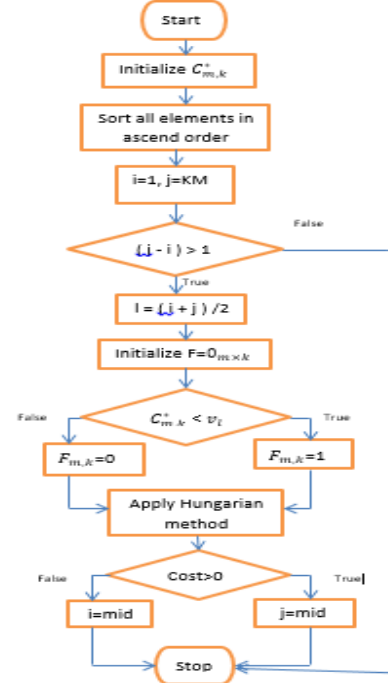 Start
Initialize C*m,k
Sort all elements in
ascend order
i=1, j=KM
False
( j - i ) > 1
True
l = ( i + j ) /2
Initialize F=0m×k
False
C*m k < vl
True
Fm,k=0
Fm,k=1
Apply Hungarian
method
False
Cost>0
True
i=mid
j=mid
Stop